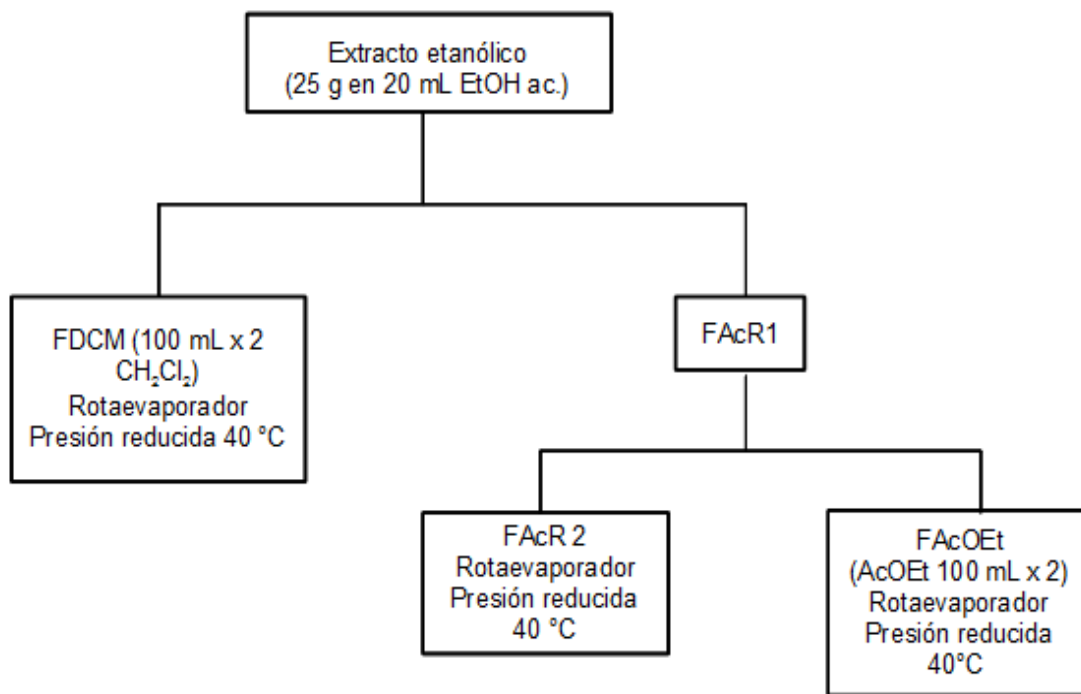 Extracto etanólico
(25 g en 20 mL EtOH ac.)
FDCM (100 mL x 2
CH₂Cl₂)
Rotaevaporador
Presión reducida 40 °C
FAcR1
FAcR 2
Rotaevaporador
Presión reducida
40 °C
FAcOEt
(AcOEt 100 mL x 2)
Rotaevaporador
Presión reducida
40°C